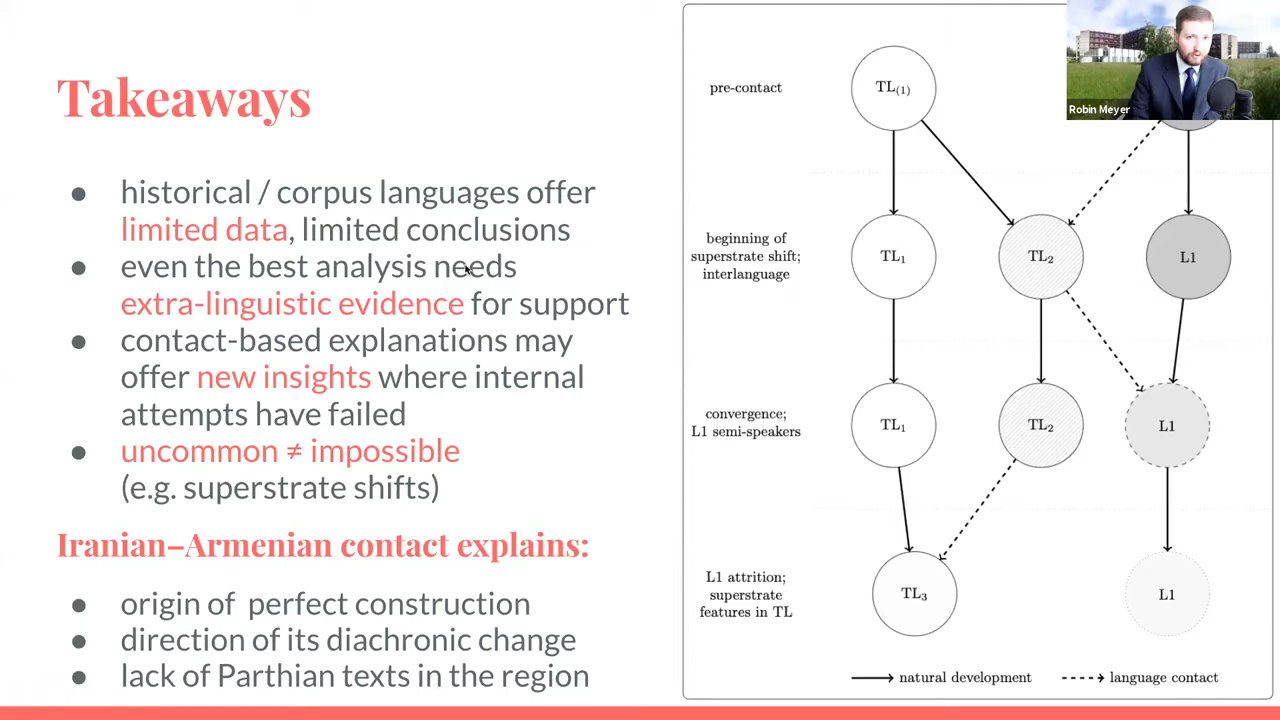 Takeaways
● historical / corpus languages offer
limited data, limited conclusions
● even the best analysis needs
extra-linguistic evidence for support
● contact-based explanations may
offer new insights where internal
attempts have failed
● uncommon ≠ impossible
(e.g. superstrate shifts)
Iranian–Armenian contact explains:
● origin of perfect construction
● direction of its diachronic change
● lack of Parthian texts in the region
pre-contact
TL(1)
Robin Meyer
beginning of
superstrate shift;
interlanguage
TL1
TL2
L1
convergence;
L1 semi-speakers
TL1
TL2
L1
L1 attrition;
superstrate
features in TL
TL3
L1
natural development
language contact